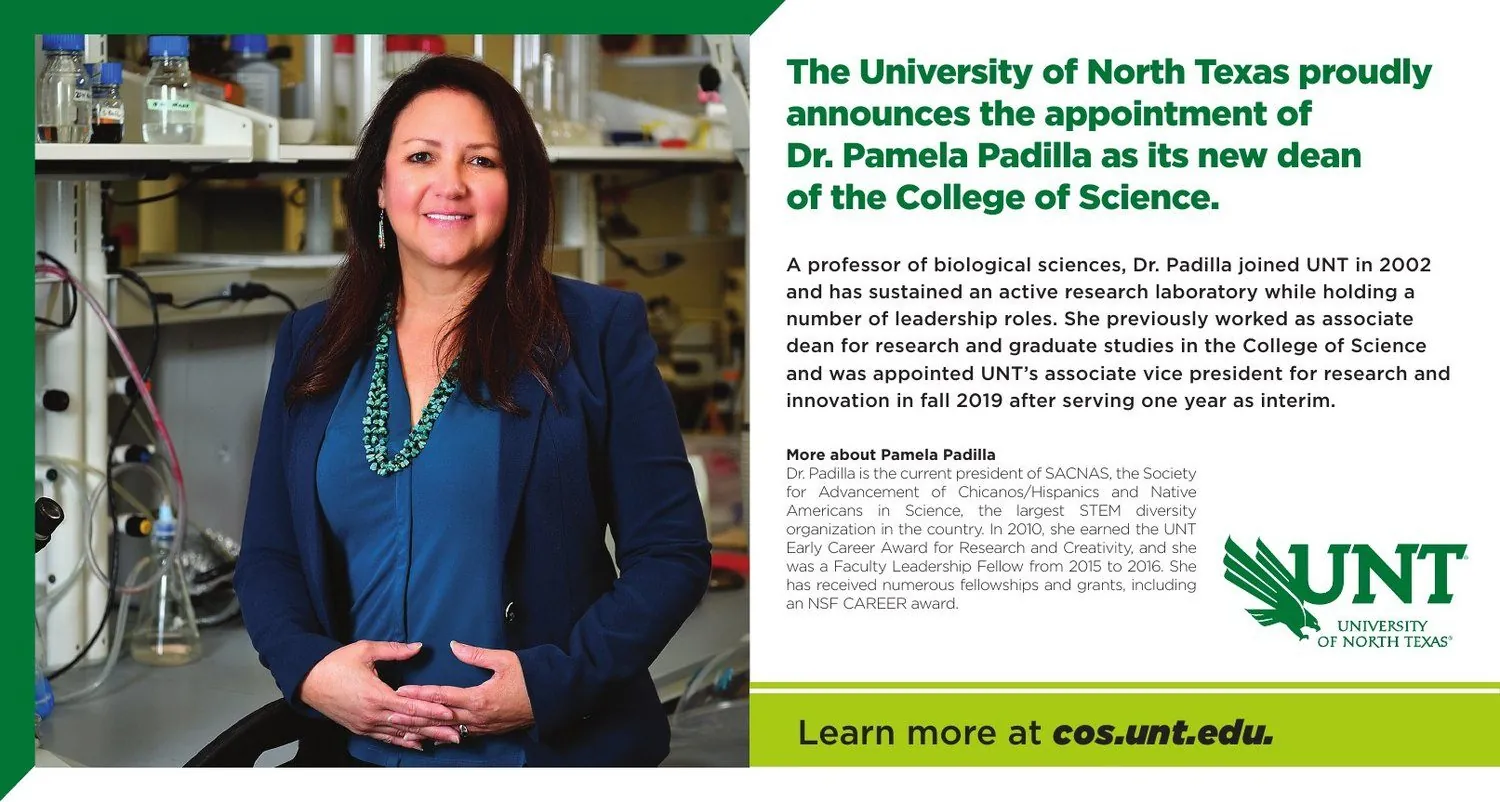 The University of North Texas proudly
announces the appointment of
Dr. Pamela Padilla as its new dean
of the College of Science.
A professor of biological sciences, Dr. Padilla joined UNT in 2002
and has sustained an active research laboratory while holding a
number of leadership roles. She previously worked as associate
dean for research and graduate studies in the College of Science
and was appointed UNT’s associate vice president for research and
innovation in fall 2019 after serving one year as interim.
More about Pamela Padilla
Dr. Padilla is the current president of SACNAS, the Society
for Advancement of Chicanos/Hispanics and Native
Americans in Science, the largest STEM diversity
organization in the country. In 2010, she earned the UNT
Early Career Award for Research and Creativity, and she
was a Faculty Leadership Fellow from 2015 to 2016. She
has received numerous fellowships and grants, including
an NSF CAREER award.
UNT®
UNIVERSITY
OF NORTH TEXAS®
Learn more at cos.unt.edu.